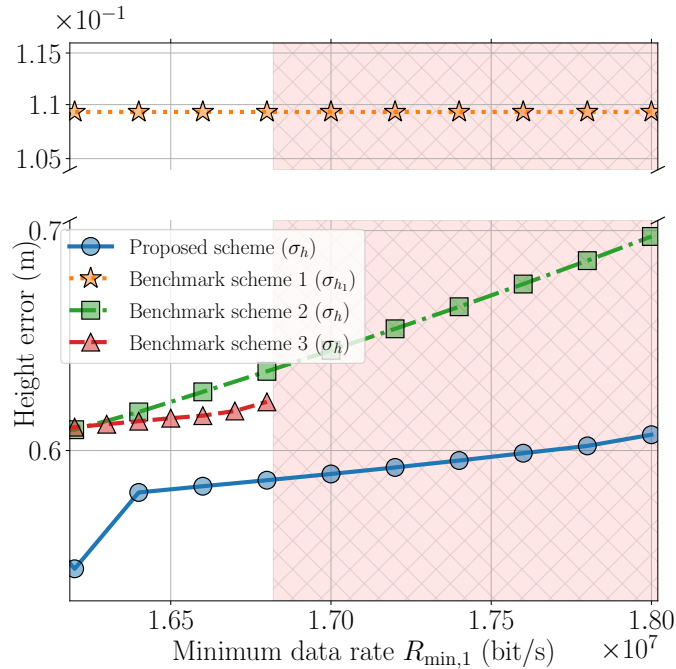 ×10⁻¹
1.15
1.1
1.05
0.7
0.6
Height error (m)
Proposed scheme (σₕ)
Benchmark scheme 1 (σₕ₁)
Benchmark scheme 2 (σₕ)
Benchmark scheme 3 (σₕ)
1.65 1.70 1.75 1.80
×10⁷
Minimum data rate R_min,1 (bit/s)